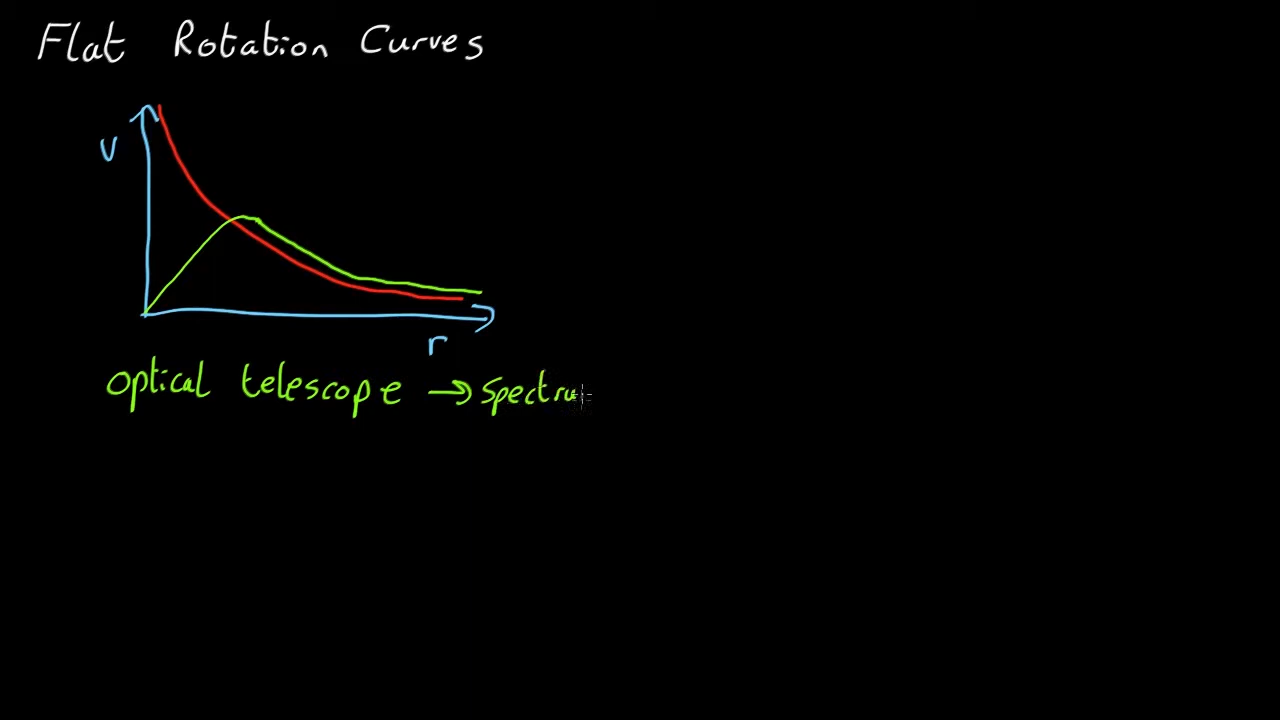 Flat Rotation Curves
v
r
optical telescope → spectru